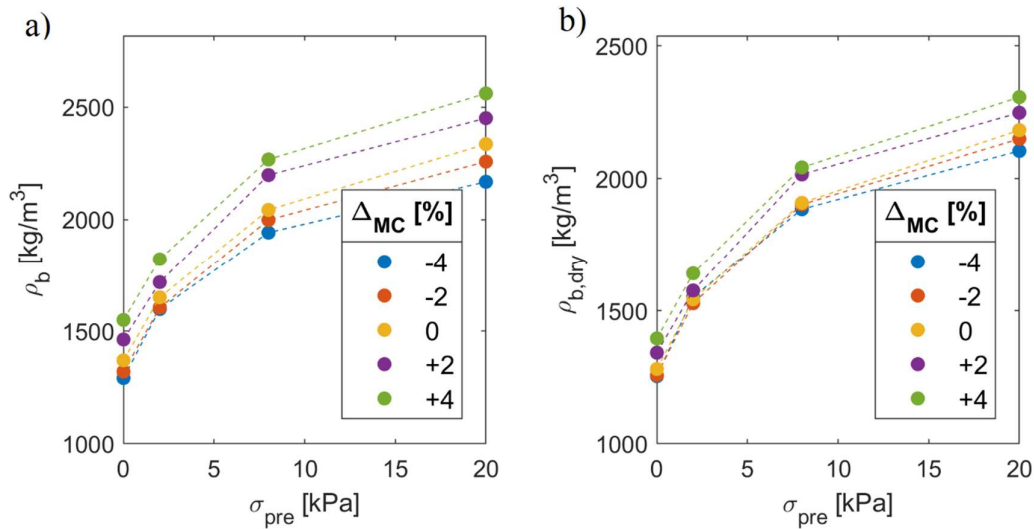 a)
ρb [kg/m³]
2500
2000
1500
1000
0 5 10 15 20
σpre [kPa]
ΔMC [%]
-4
-2
0
+2
+4
b)
ρb,dry [kg/m³]
2500
2000
1500
1000
0 5 10 15 20
σpre [kPa]
ΔMC [%]
-4
-2
0
+2
+4